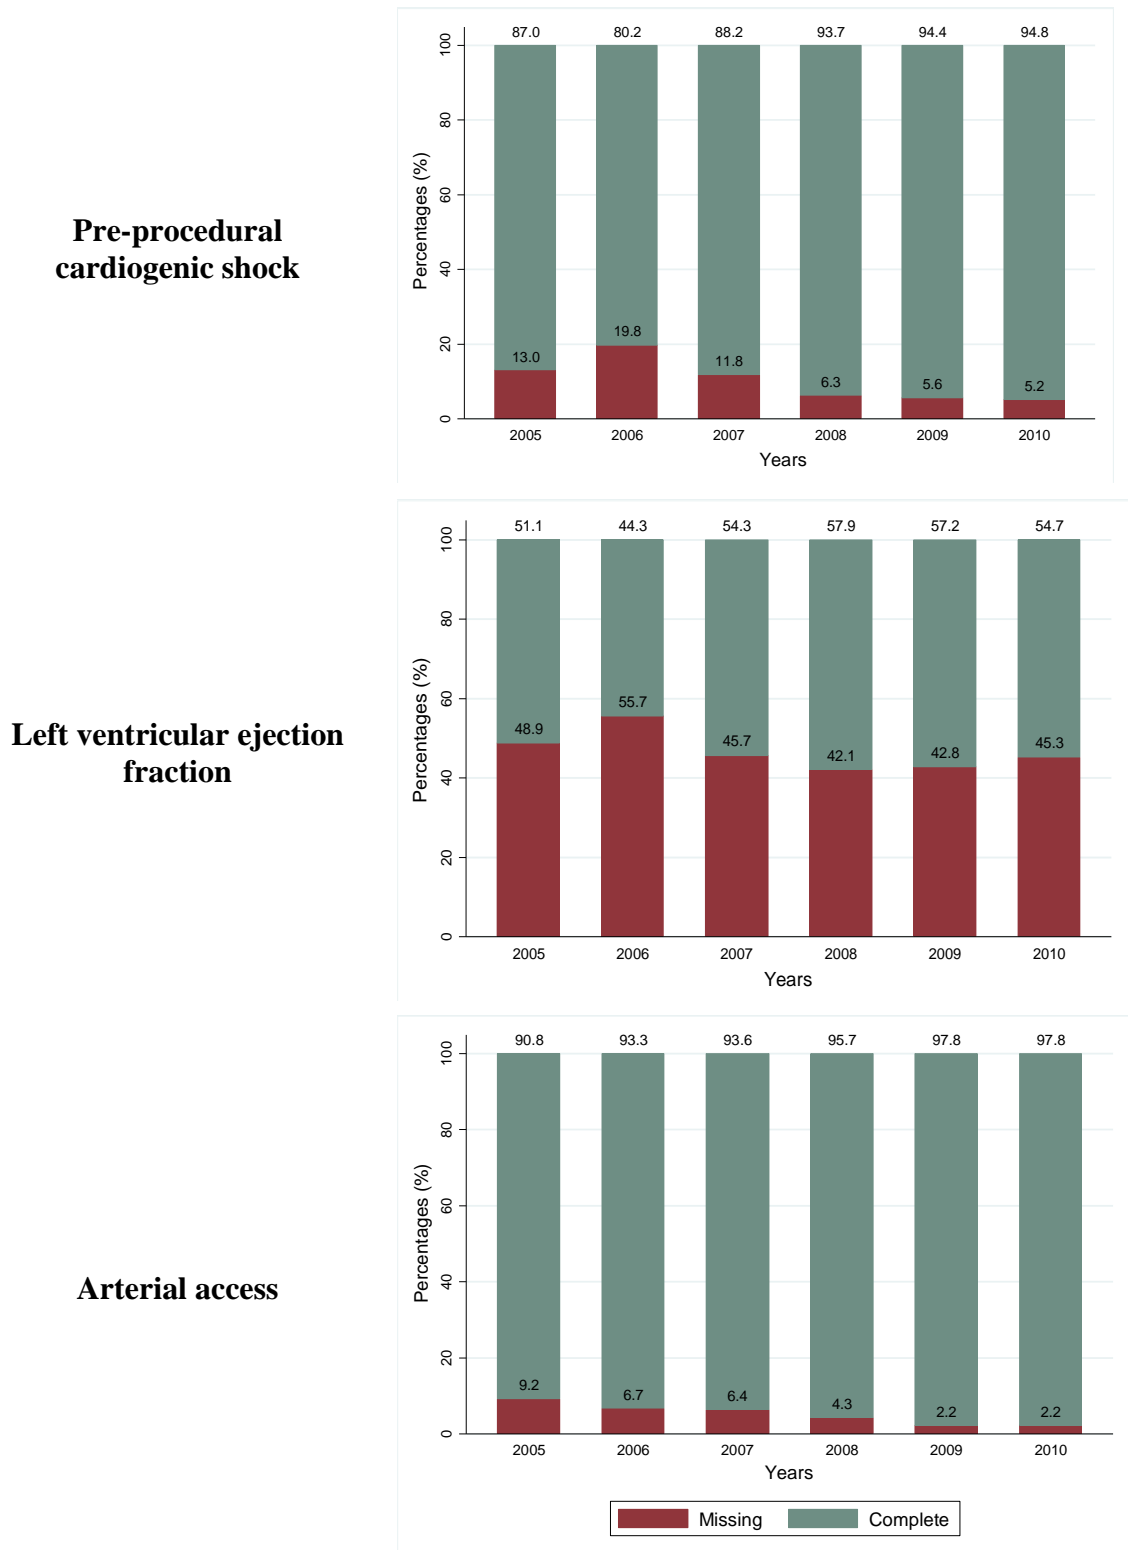 Pre-procedural
cardiogenic shock
Percentages (%)
100
80
60
40
20
0
87.0 80.2 88.2 93.7 94.4 94.8
13.0 19.8 11.8 6.3 5.6 5.2
2005 2006 2007 2008 2009 2010
Years
Left ventricular ejection
fraction
Percentages (%)
100
80
60
40
20
0
51.1 44.3 54.3 57.9 57.2 54.7
48.9 55.7 45.7 42.1 42.8 45.3
2005 2006 2007 2008 2009 2010
Years
Arterial access
Percentages (%)
100
80
60
40
20
0
90.8 93.3 93.6 95.7 97.8 97.8
9.2 6.7 6.4 4.3 2.2 2.2
2005 2006 2007 2008 2009 2010
Years
Missing Complete